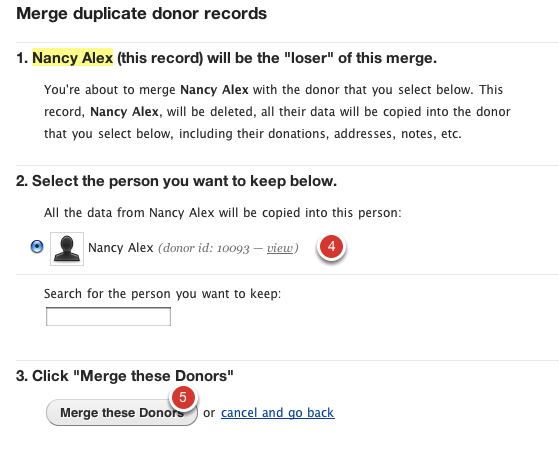 Merge duplicate donor records
1. Nancy Alex (this record) will be the "loser" of this merge.
You're about to merge Nancy Alex with the donor that you select below. This
record, Nancy Alex, will be deleted, all their data will be copied into the donor
that you select below, including their donations, addresses, notes, etc.
2. Select the person you want to keep below.
All the data from Nancy Alex will be copied into this person:
Nancy Alex (donor id: 10093 — view) 4
Search for the person you want to keep:
3. Click "Merge these Donors"
5
Merge these Donors or cancel and go back